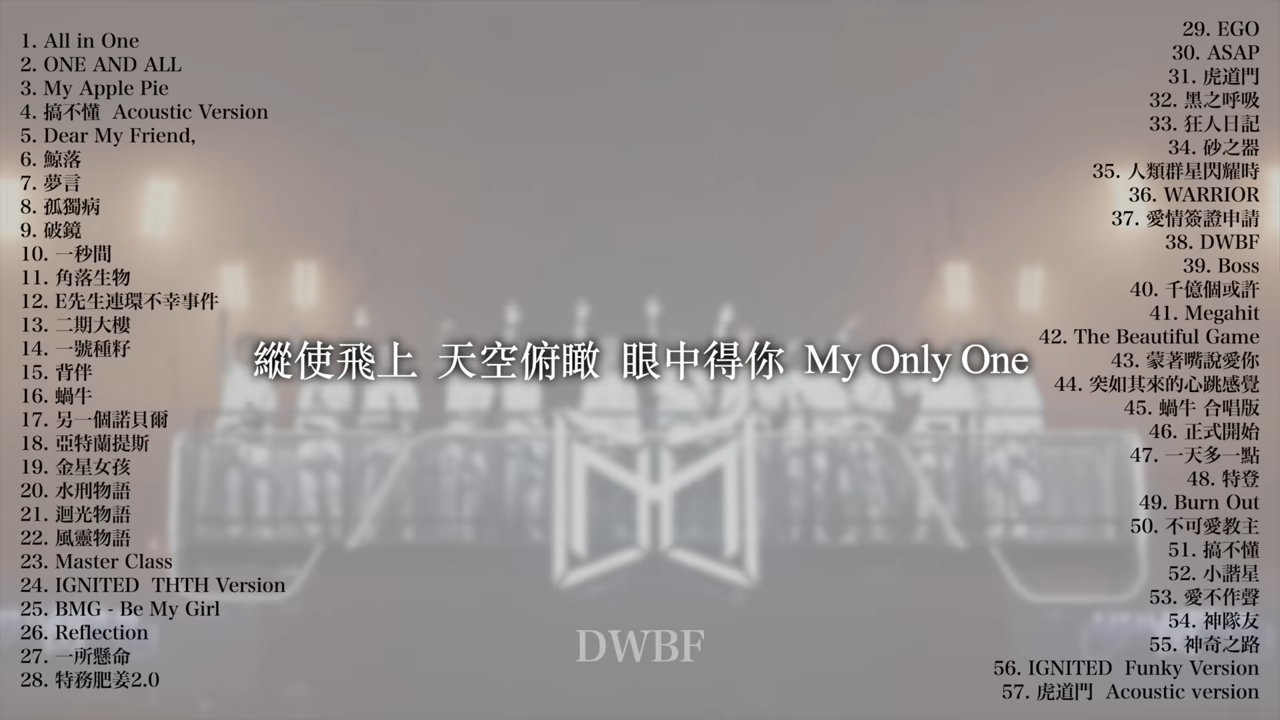 1. All in One
2. ONE AND ALL
3. My Apple Pie
4. 搞不懂 Acoustic Version
5. Dear My Friend,
6. 鯨落
7. 夢言
8. 孤獨病
9. 破鏡
10. 一秒間
11. 角落生物
12. E先生連環不幸事件
13. 二期大樓
14. 一號種籽
15. 背伴
16. 蝸牛
17. 另一個諾貝爾
18. 亞特蘭提斯
19. 金星女孩
20. 水刑物語
21. 迴光物語
22. 風靈物語
23. Master Class
24. IGNITED THTH Version
25. BMG - Be My Girl
26. Reflection
27. 一所懸命
28. 特務肥姜2.0
縱使飛上 天空俯瞰 眼中得你 My Only One
DWBF
29. EGO
30. ASAP
31. 虎道門
32. 黑之呼吸
33. 狂人日記
34. 砂之器
35. 人類群星閃耀時
36. WARRIOR
37. 愛情簽證申請
38. DWBF
39. Boss
40. 千億個或許
41. Megahit
42. The Beautiful Game
43. 蒙著嘴說愛你
44. 突如其來的心跳感覺
45. 蝸牛 合唱版
46. 正式開始
47. 一天多一點
48. 特登
49. Burn Out
50. 不可愛教主
51. 搞不懂
52. 小諧星
53. 愛不作聲
54. 神隊友
55. 神奇之路
56. IGNITED Funky Version
57. 虎道門 Acoustic version